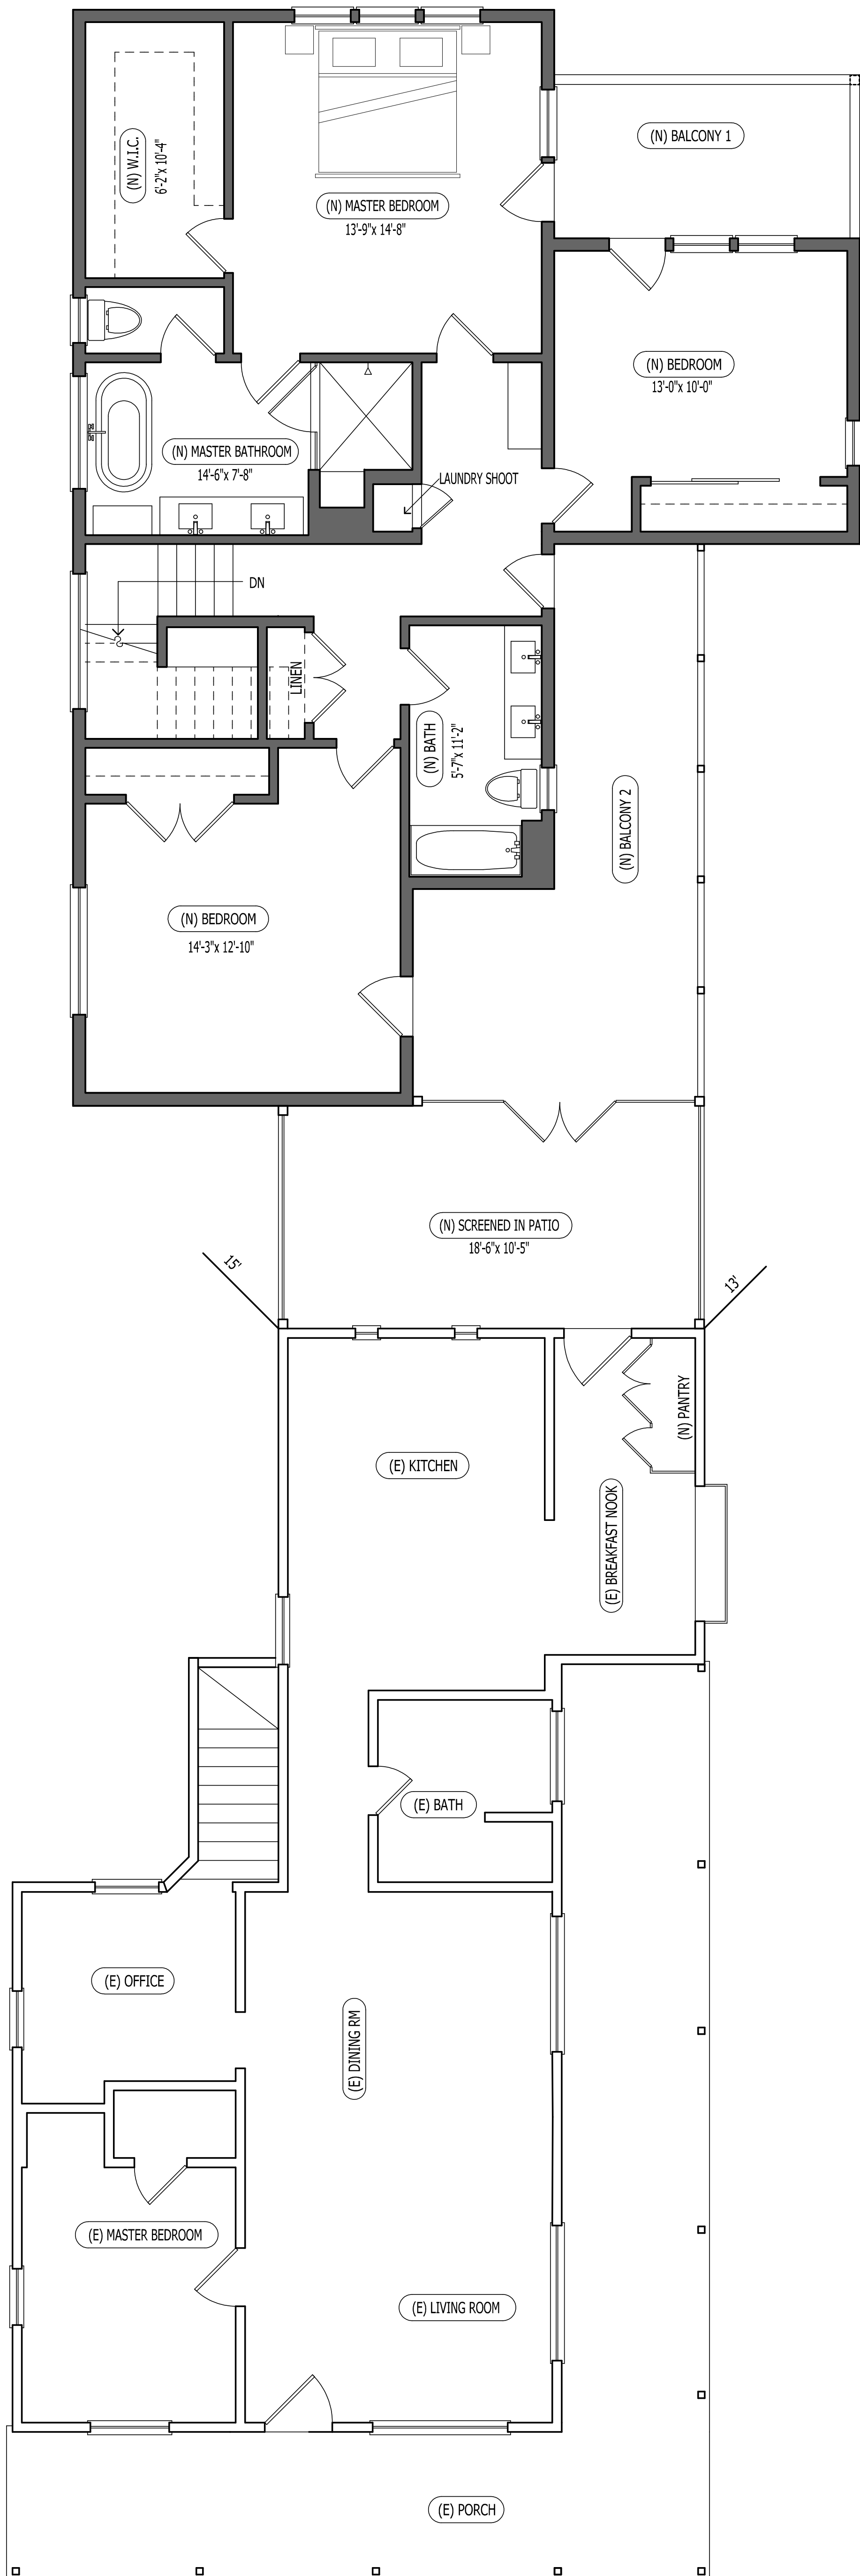 (N) BALCONY 1
(N) W.I.C.
6'-2"x 10'-4"
(N) MASTER BEDROOM
13'-9"x 14'-8"
(N) BEDROOM
13'-0"x 10'-0"
(N) MASTER BATHROOM
14'-6"x 7'-8"
LAUNDRY SHOOT
DN
LINEN
(N) BATH
5'-7"x 11'-2"
(N) BALCONY 2
(N) BEDROOM
14'-3"x 12'-10"
(N) SCREENED IN PATIO
18'-6"x 10'-5"
15'
13'
(N) PANTRY
(E) KITCHEN
(E) BREAKFAST NOOK
(E) BATH
(E) OFFICE
(E) DINING RM
(E) MASTER BEDROOM
(E) LIVING ROOM
(E) PORCH